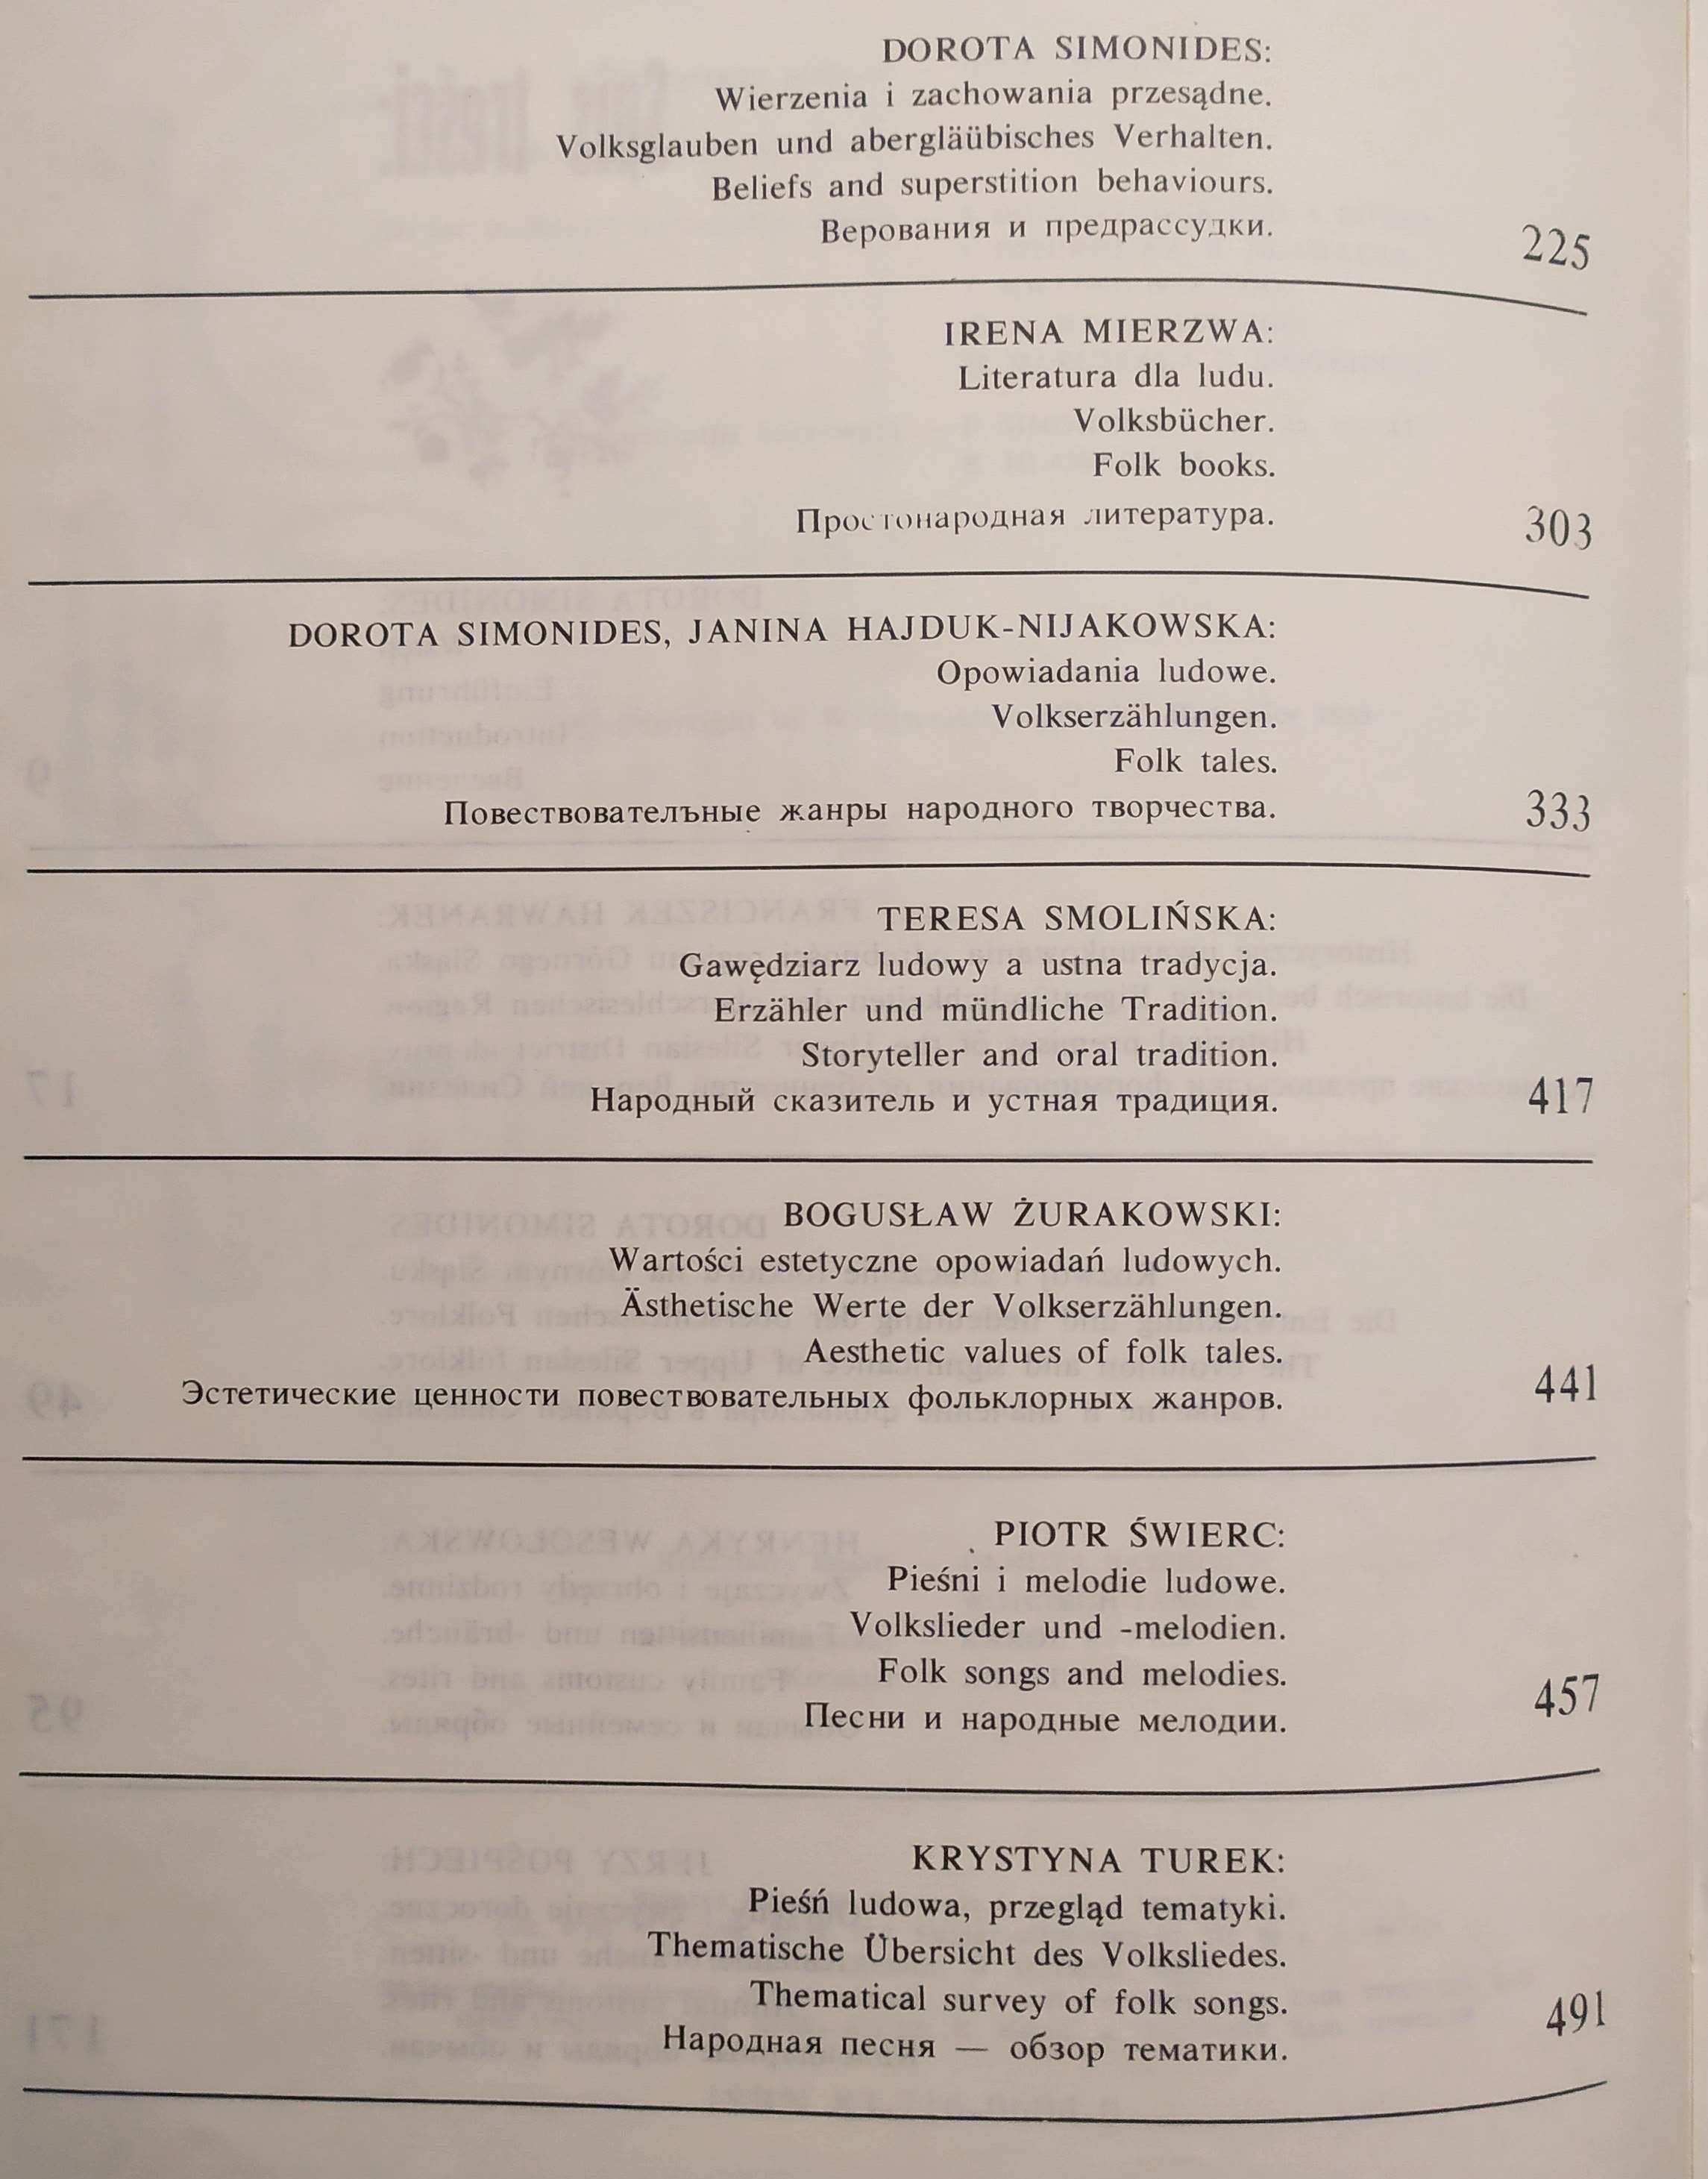 DOROTA SIMONIDES:
Wierzenia i zachowania przesądne.
Volksglauben und abergläübisches Verhalten.
Beliefs and superstition behaviours.
Верования и предрассудки.
225
IRENA MIERZWA:
Literatura dla ludu.
Volksbücher.
Folk books.
Простонародная литература.
303
DOROTA SIMONIDES, JANINA HAJDUK-NIJAKOWSKA:
Opowiadania ludowe.
Volkserzählungen.
Folk tales.
Повествователъные жанры народного творчества.
333
TERESA SMOLIŃSKA:
Gawędziarz ludowy a ustna tradycja.
Erzähler und mündliche Tradition.
Storyteller and oral tradition.
Народный сказитель и устная традиция.
417
BOGUSŁAW ŻURAKOWSKI:
Wartości estetyczne opowiadań ludowych.
Ästhetische Werte der Volkserzählungen.
Aesthetic values of folk tales.
Эстетические ценности повествовательных фольклорных жанров.
441
PIOTR ŚWIERC:
Pieśni i melodie ludowe.
Volkslieder und -melodien.
Folk songs and melodies.
Песни и народные мелодии.
457
KRYSTYNA TUREK:
Pieśń ludowa, przegląd tematyki.
Thematische Übersicht des Volksliedes.
Thematical survey of folk songs.
Народная песня — обзор тематики.
491